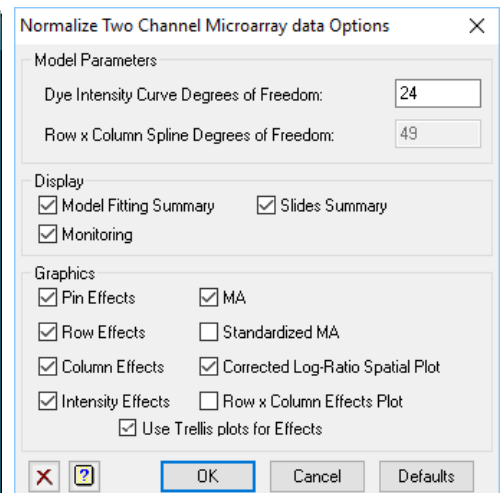 Normalize Two Channel Microarray data Options
Model Parameters
Dye Intensity Curve Degrees of Freedom: 24
Row x Column Spline Degrees of Freedom: 49
Display
Model Fitting Summary Slides Summary
Monitoring
Graphics
Pin Effects MA
Row Effects Standardized MA
Column Effects Corrected Log-Ratio Spatial Plot
Intensity Effects Row x Column Effects Plot
Use Trellis plots for Effects
? OK Cancel Defaults